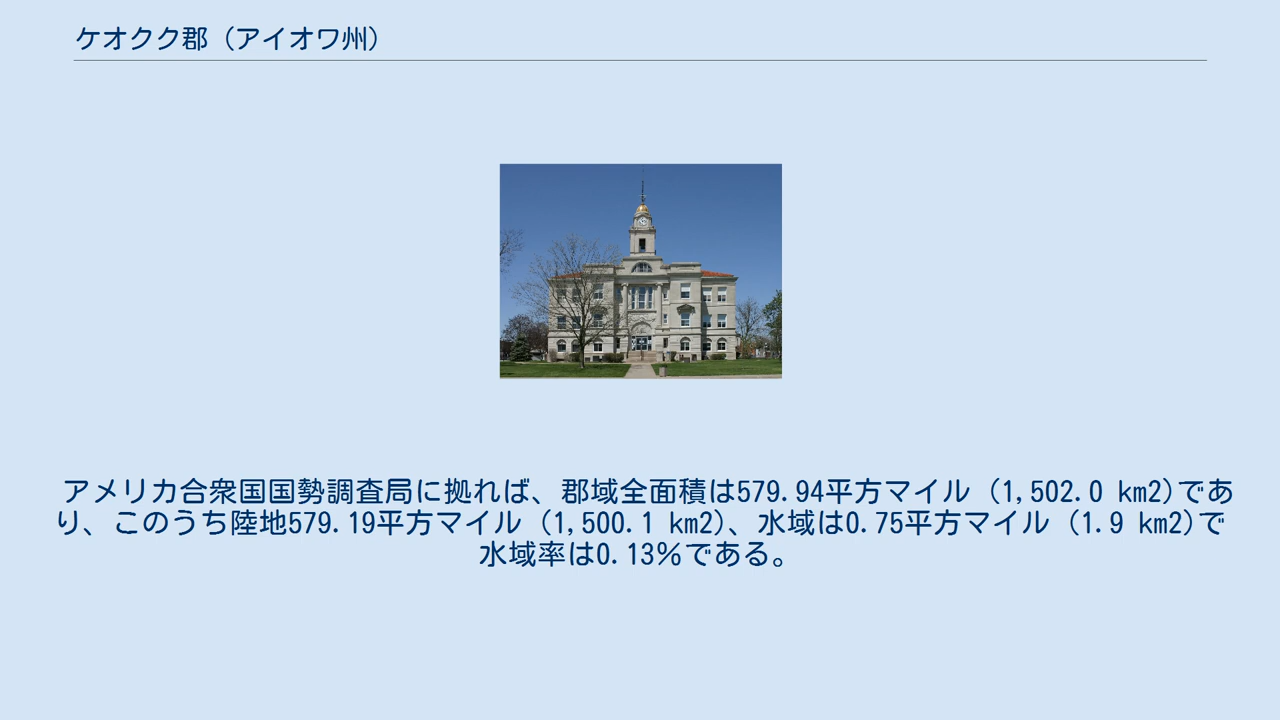 ケオクク郡 (アイオワ州)
アメリカ合衆国国勢調査局に拠れば、郡域全面積は579.94平方マイル (1,502.0 km2)であ
り、このうち陸地579.19平方マイル (1,500.1 km2)、水域は0.75平方マイル (1.9 km2)で
水域率は0.13%である。